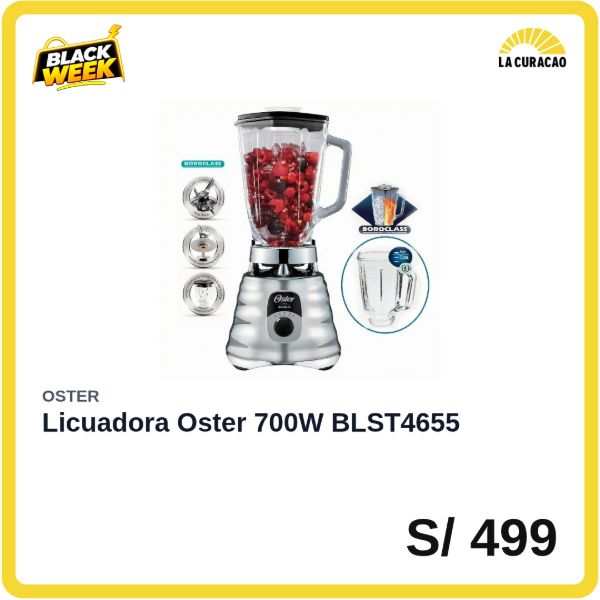 BLACK
WEEK
LA CURACAO
BOROCLASS
BOROCLASS
Oster
OSTER
Licuadora Oster 700W BLST4655
S/ 499